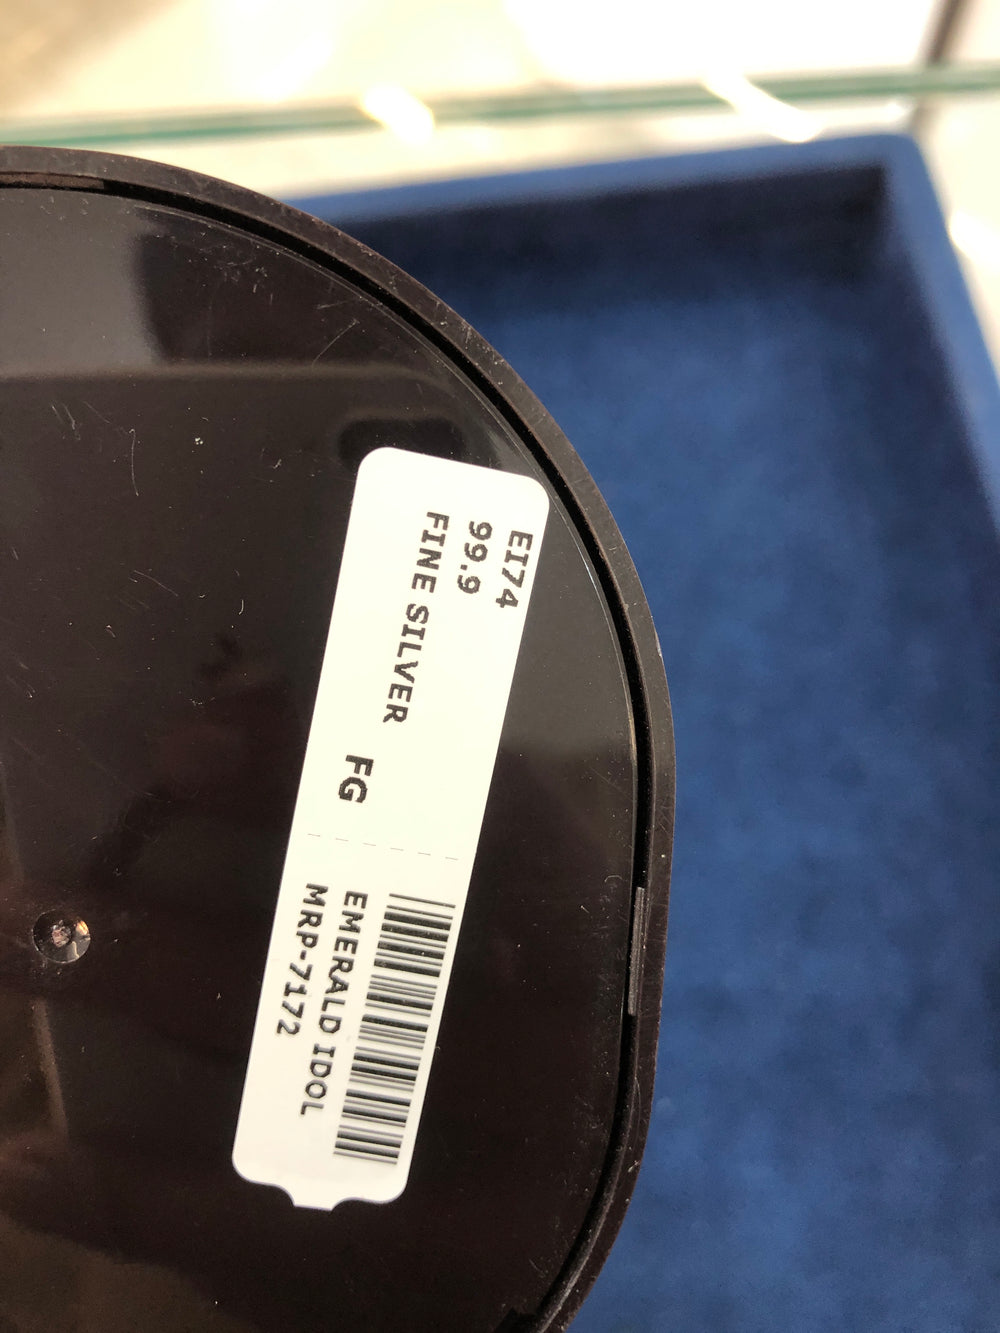 EI74
99.9
FINE SILVER FG
EMERALD IDOL
MRP-7172